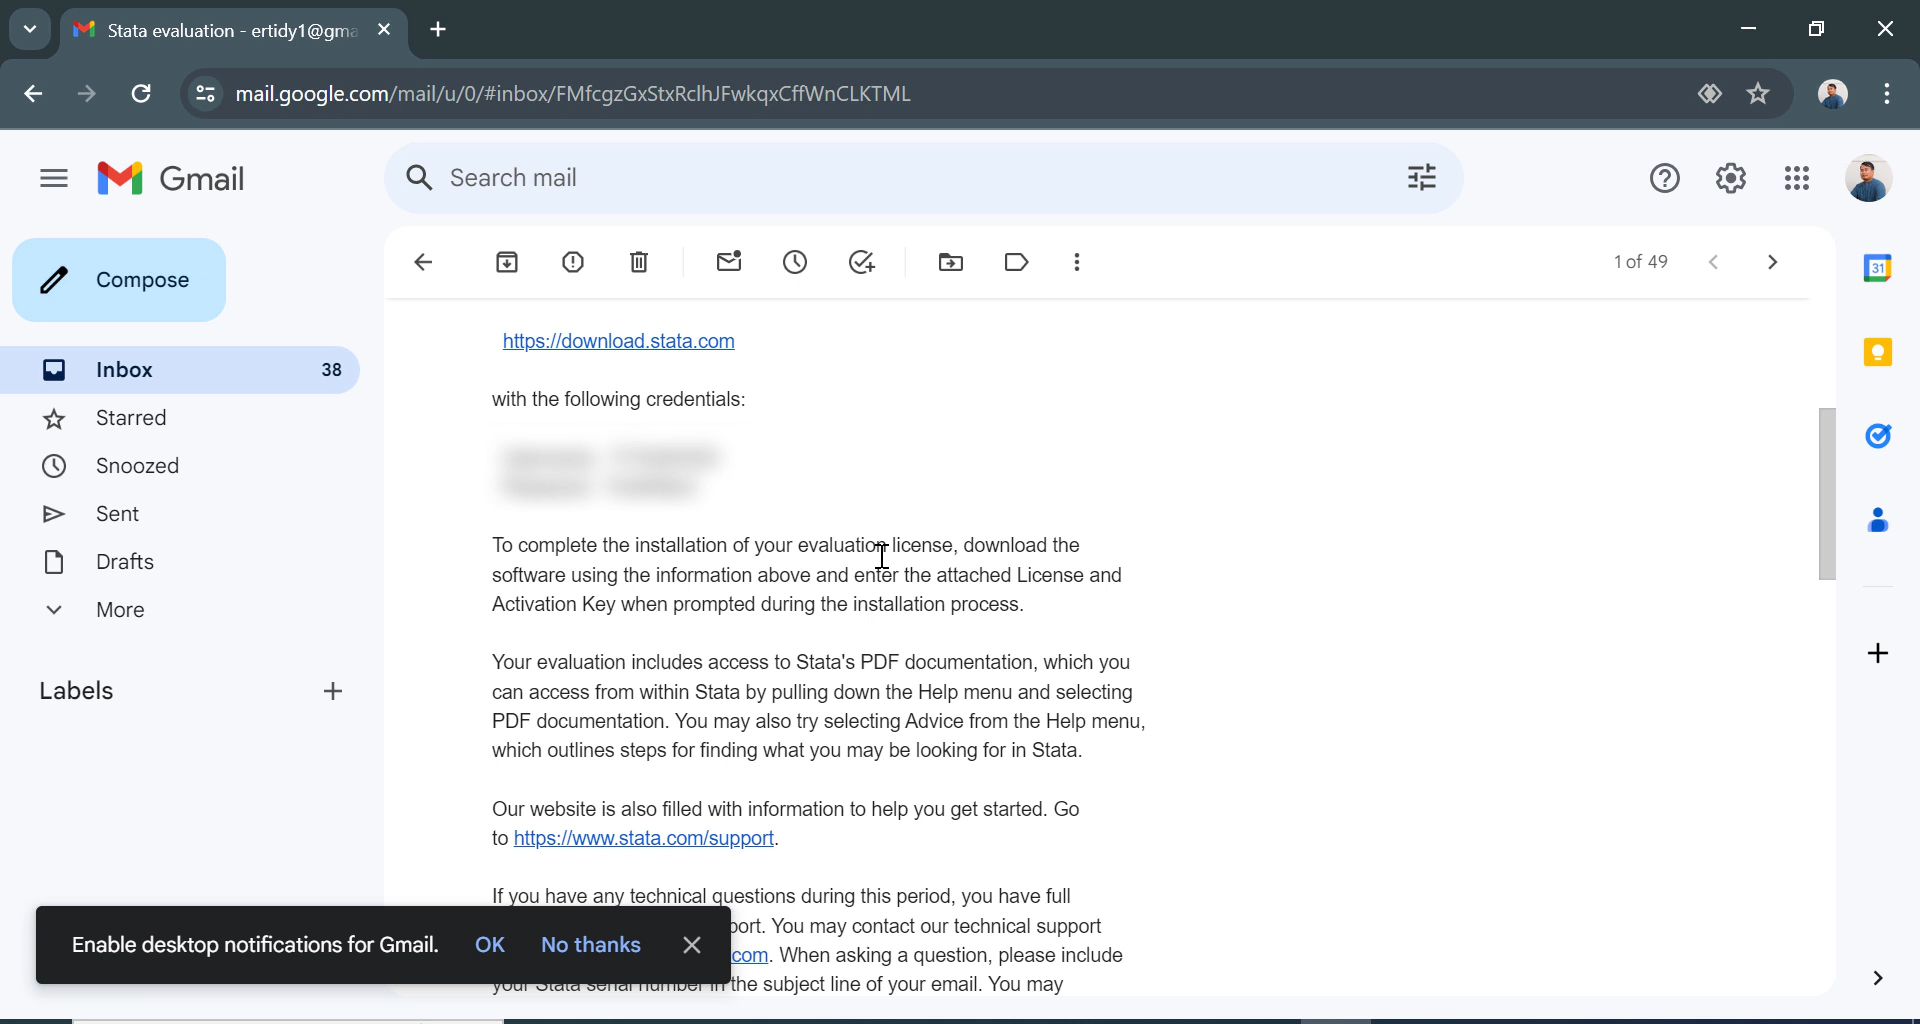 Stata evaluation - ertidy1@gma
mail.google.com/mail/u/0/#inbox/FMfcgzGxStxRclhJFwkqxCffWnCLKTML
Gmail
Search mail
1 of 49
31
Compose
Inbox 38
Starred
Snoozed
Sent
Drafts
More
Labels
https://download.stata.com
with the following credentials:
To complete the installation of your evaluation license, download the
software using the information above and enter the attached License and
Activation Key when prompted during the installation process.
Your evaluation includes access to Stata's PDF documentation, which you
can access from within Stata by pulling down the Help menu and selecting
PDF documentation. You may also try selecting Advice from the Help menu,
which outlines steps for finding what you may be looking for in Stata.
Our website is also filled with information to help you get started. Go
to https://www.stata.com/support.
If you have any technical questions during this period, you have full
port. You may contact our technical support
com. When asking a question, please include
your Stata serial number in the subject line of your email. You may
Enable desktop notifications for Gmail. OK No thanks